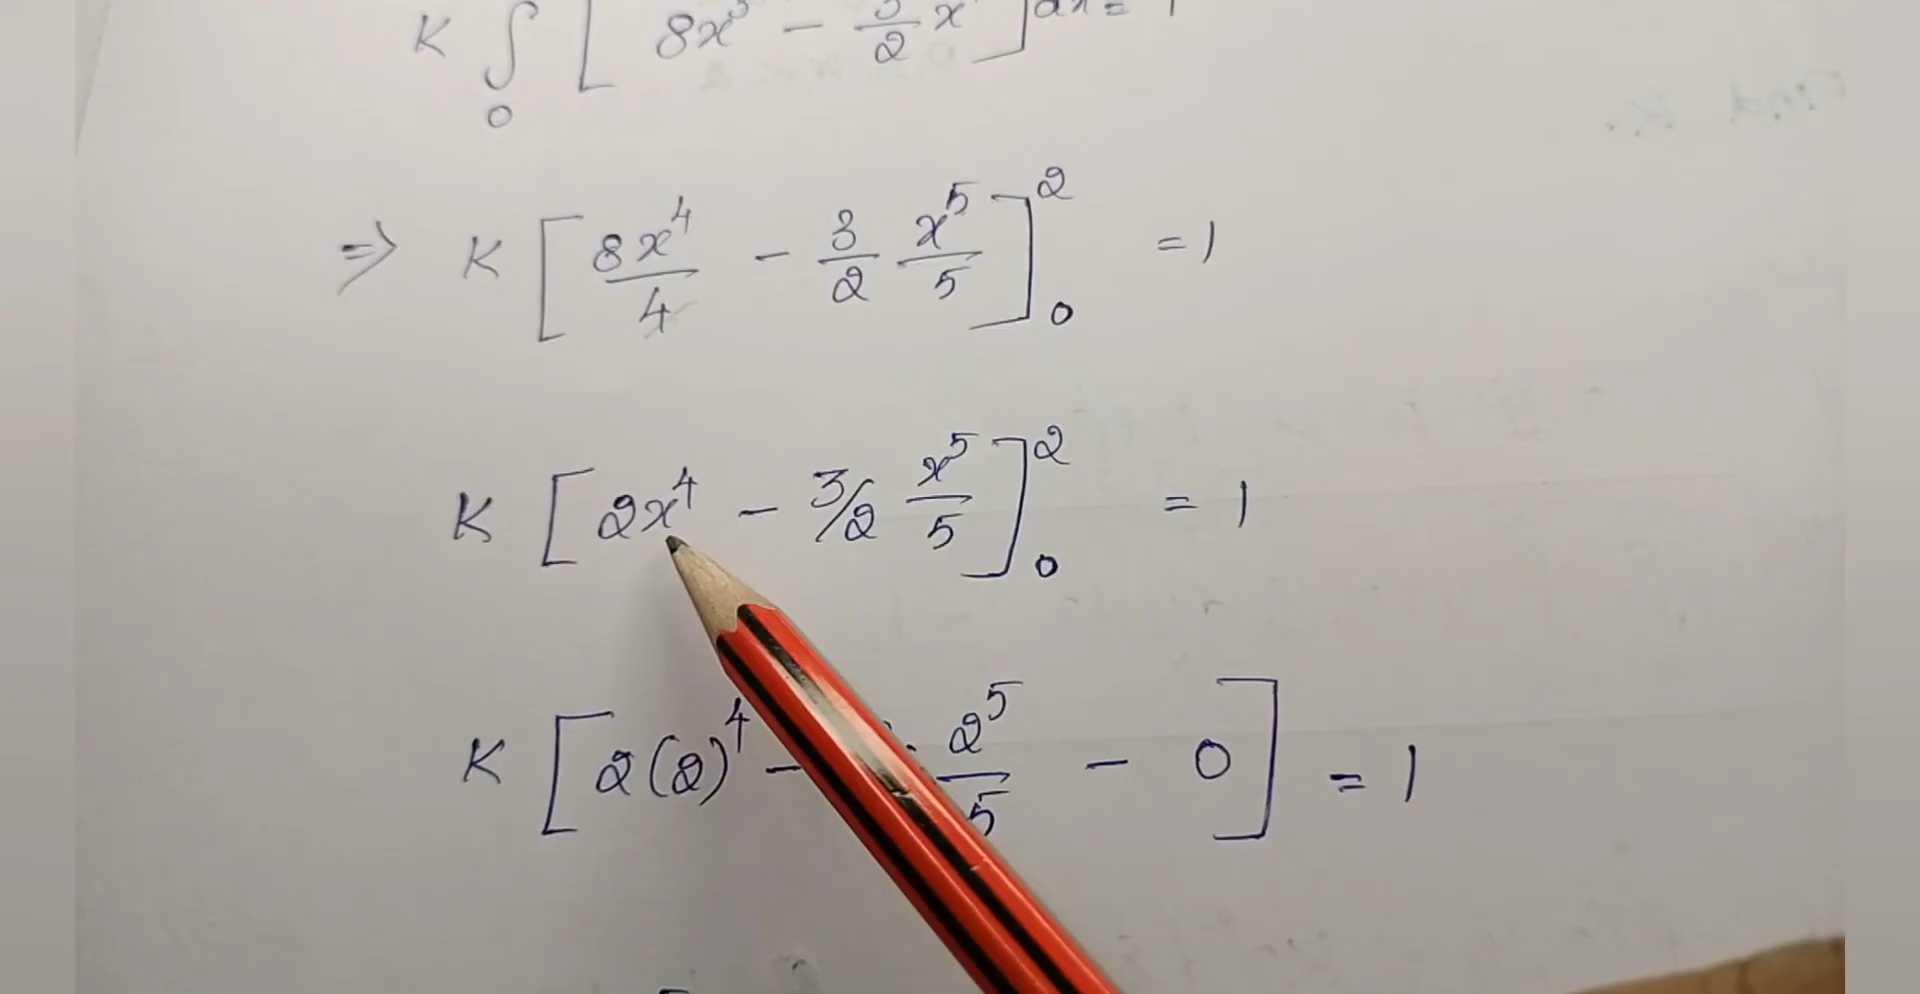 K ∫₀ [8x³ - 3/2 x ] dx = 1
⇒ K [8x⁴/4 - 3/2 x⁵/5]₀² = 1
K [2x⁴ - 3/2 x⁵/5]₀² = 1
K [2(2)⁴ - 2⁵/5 - 0] = 1